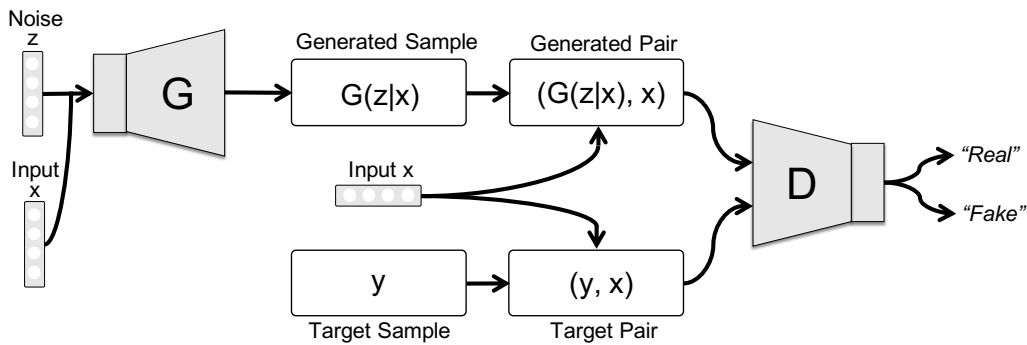 Noise
z
Input
x
G
Generated Sample
G(z|x)
Generated Pair
(G(z|x), x)
Input x
y
Target Sample
(y, x)
Target Pair
D
“Real”
“Fake”